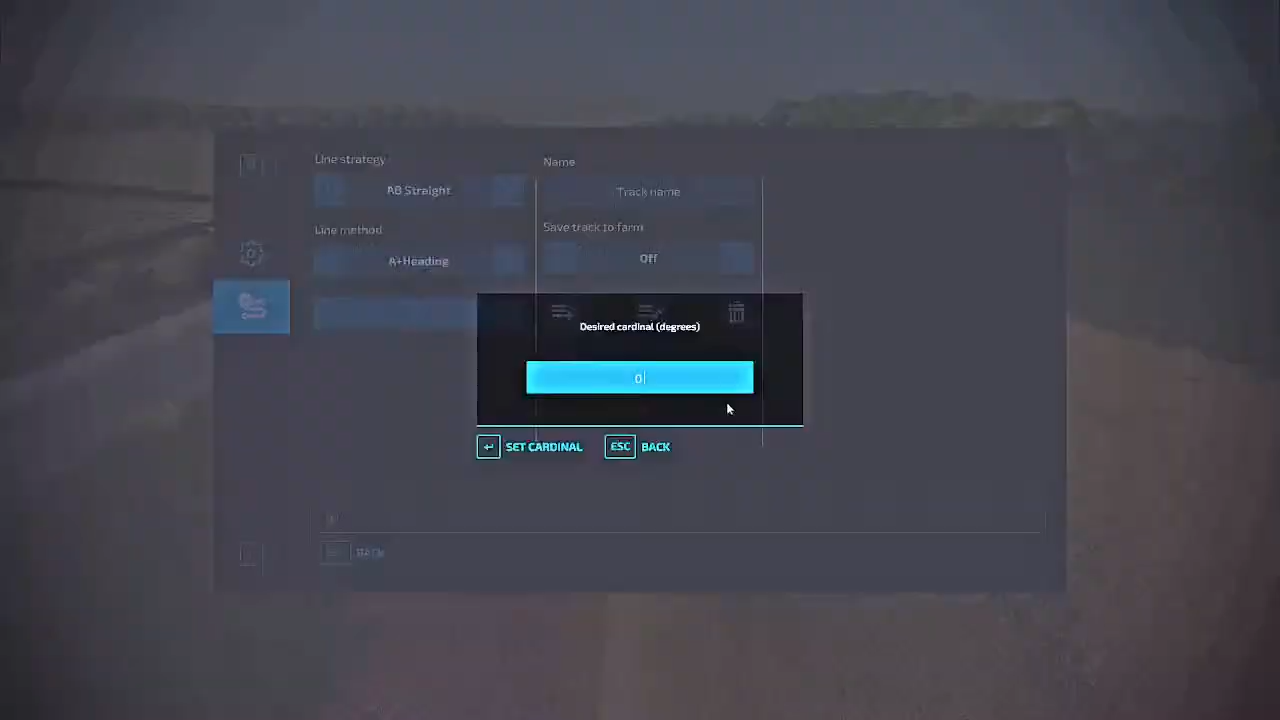 Line strategy
AB Straight
Line method
A+Heading
Name
Track name
Save track to farm
Off
Desired cardinal (degrees)
0
SET CARDINAL
ESC BACK
BACK